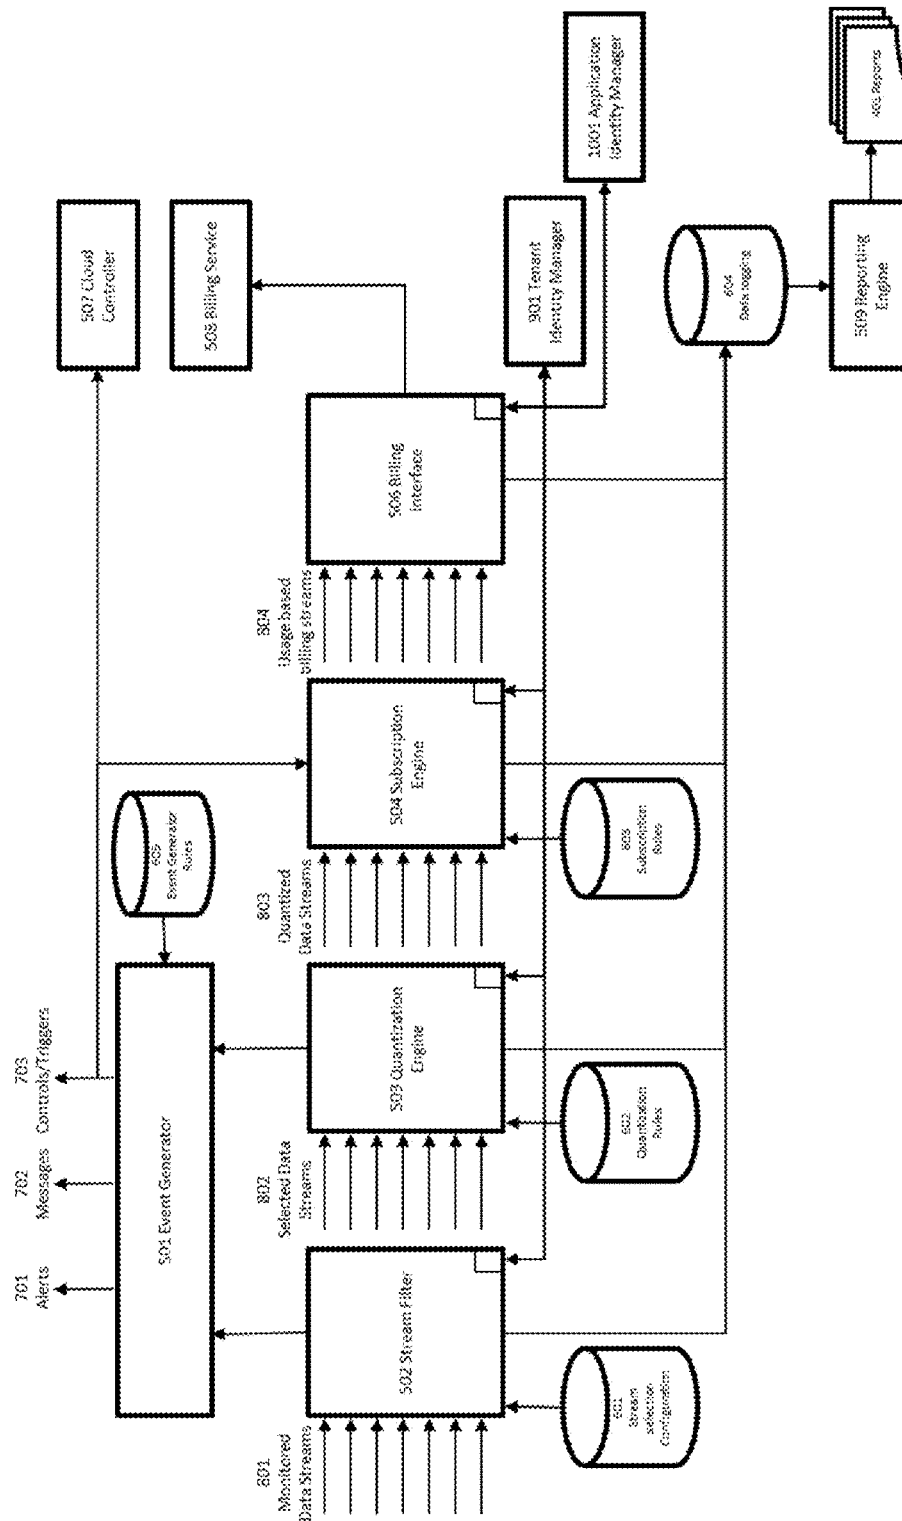 701
Alerts
702
Messages
703
Controls/Triggers
501 Event Generator
605
Event Generator
Rules
507 Cloud
Controller
508 Billing Service
801
Monitored
Data Streams
502 Stream Filter
802
Selected Data
Streams
503 Quantization
Engine
803
Quantized
Data Streams
504 Subscription
Engine
804
Usage based
billing streams
506 Billing
Interface
901 Tenant
Identity Manager
1001 Application
Identity Manager
601
Stream
selection
Configuration
602
Quantization
Rules
Subscription
Rules
604
Data logging
509 Reporting
Engine
Reports